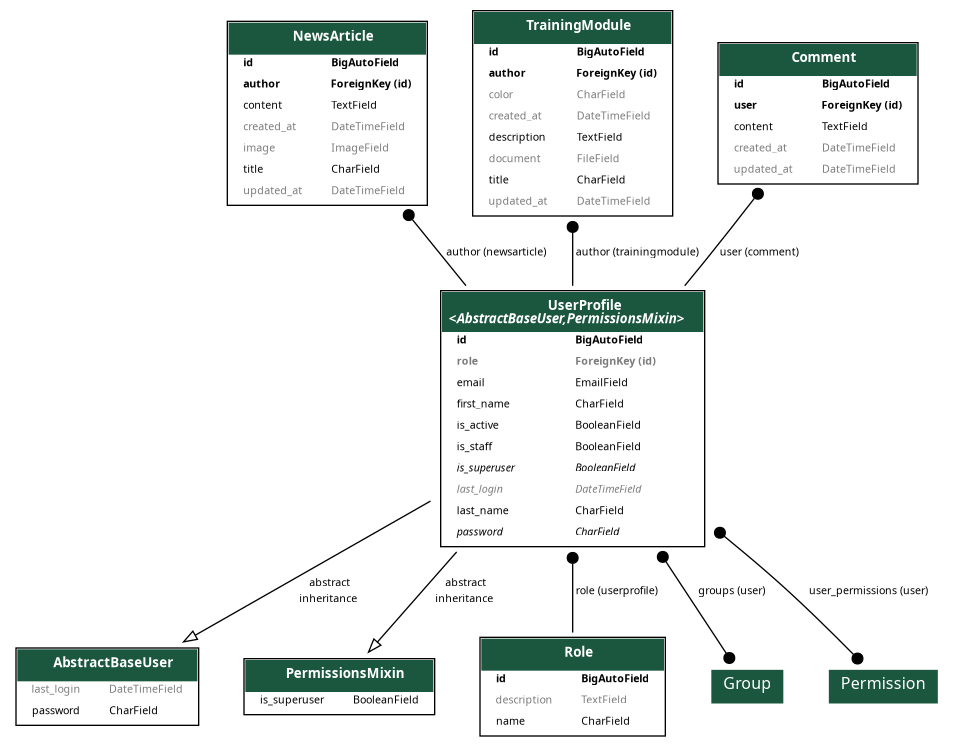 NewsArticle
id BigAutoField
author ForeignKey (id)
content TextField
created_at DateTimeField
image ImageField
title CharField
updated_at DateTimeField
TrainingModule
id BigAutoField
author ForeignKey (id)
color CharField
created_at DateTimeField
description TextField
document FileField
title CharField
updated_at DateTimeField
Comment
id BigAutoField
user ForeignKey (id)
content TextField
created_at DateTimeField
updated_at DateTimeField
author (newsarticle)
author (trainingmodule)
user (comment)
UserProfile
<AbstractBaseUser,PermissionsMixin>
id BigAutoField
role ForeignKey (id)
email EmailField
first_name CharField
is_active BooleanField
is_staff BooleanField
is_superuser BooleanField
last_login DateTimeField
last_name CharField
password CharField
abstract
inheritance
abstract
inheritance
role (userprofile)
groups (user)
user_permissions (user)
AbstractBaseUser
last_login DateTimeField
password CharField
PermissionsMixin
is_superuser BooleanField
Role
id BigAutoField
description TextField
name CharField
Group
Permission